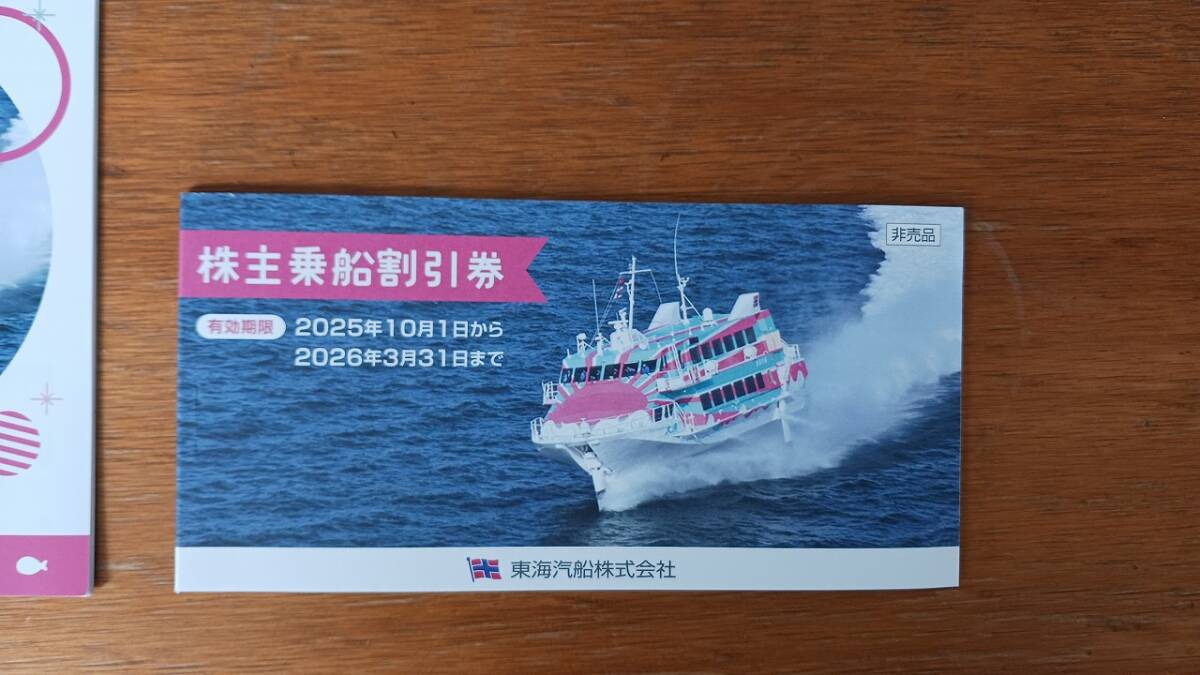 非売品
株主乗船割引券
有効期限 2025年10月1日から
2026年3月31日まで
東海汽船株式会社